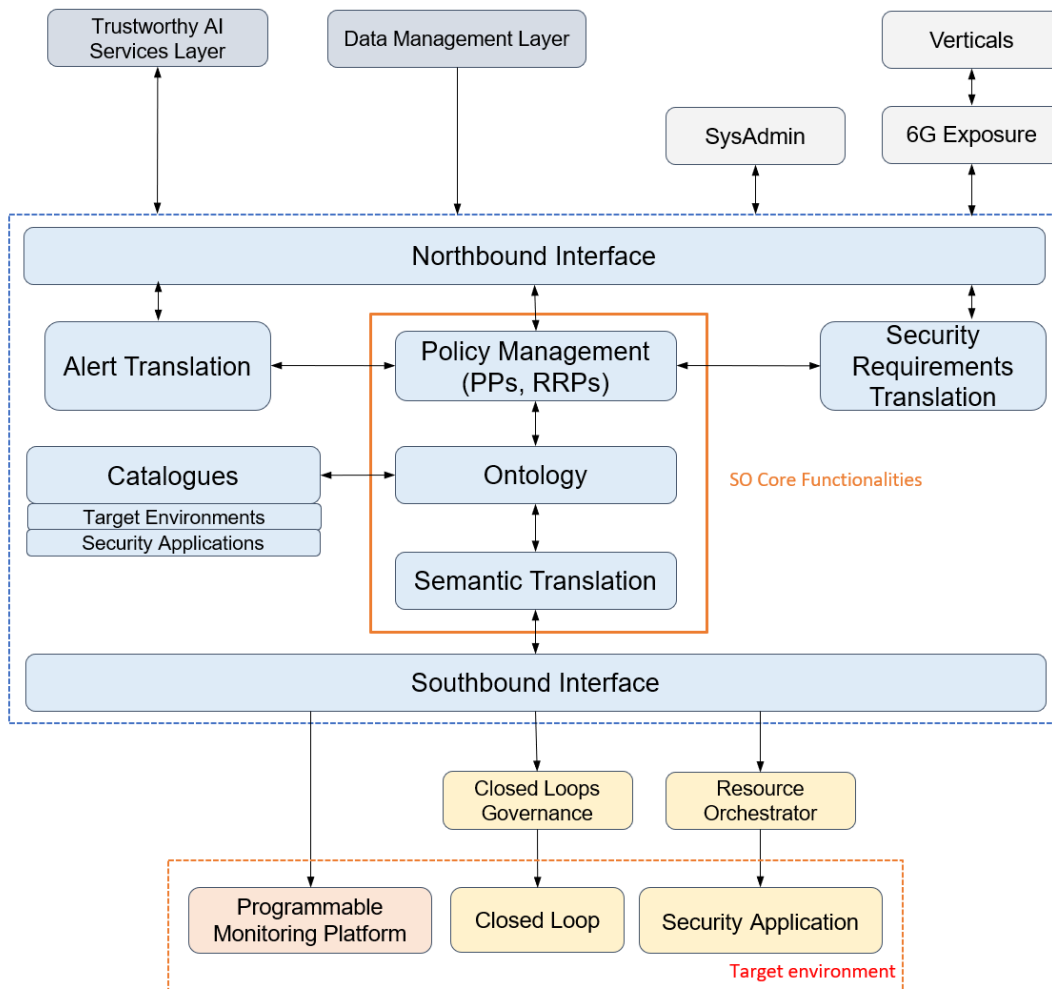 Trustworthy AI
Services Layer
Data Management Layer
Verticals
SysAdmin
6G Exposure
Northbound Interface
Alert Translation
Policy Management
(PPs, RRPs)
Security
Requirements
Translation
Catalogues
Target Environments
Security Applications
Ontology
SO Core Functionalities
Semantic Translation
Southbound Interface
Closed Loops
Governance
Resource
Orchestrator
Programmable
Monitoring Platform
Closed Loop
Security Application
Target environment